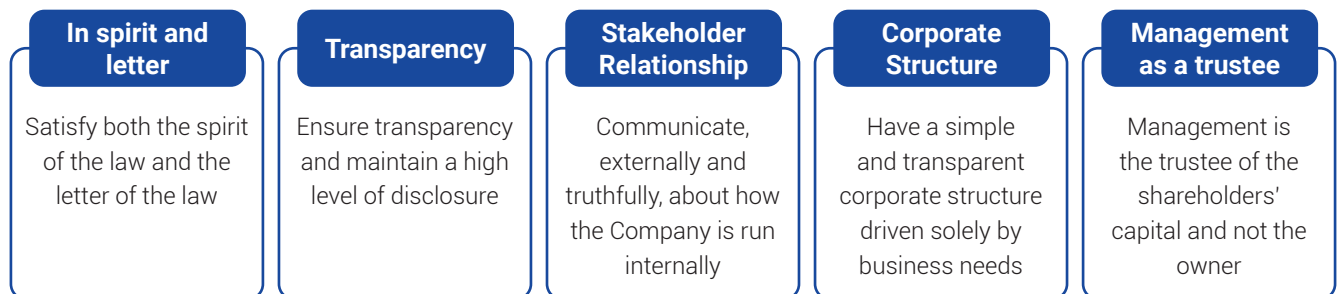 In spirit and
letter
Satisfy both the spirit
of the law and the
letter of the law
Transparency
Ensure transparency
and maintain a high
level of disclosure
Stakeholder
Relationship
Communicate,
externally and
truthfully, about how
the Company is run
internally
Corporate
Structure
Have a simple
and transparent
corporate structure
driven solely by
business needs
Management
as a trustee
Management is
the trustee of the
shareholders'
capital and not the
owner